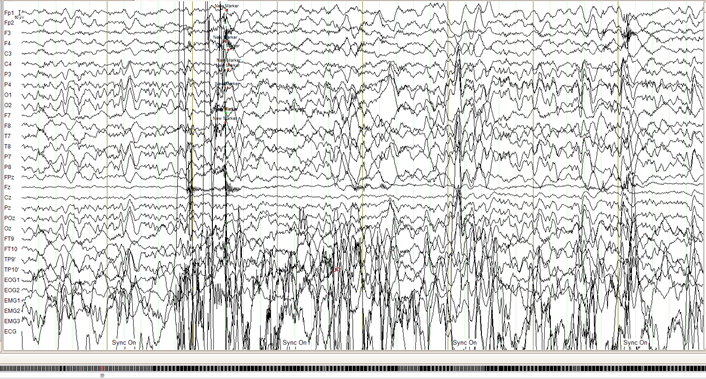 Fp1
Fp2
F3
F4
C3
C4
P3
P4
O1
O2
F7
F8
T7
T8
P7
P8
FPz
Fz
Cz
Pz
POz
Oz
FT9
FT10
TP9'
TP10'
EOG1
EOG2
EMG1
EMG2
EMG3
ECG
Sync On
Sync On
Sync On
Sync On